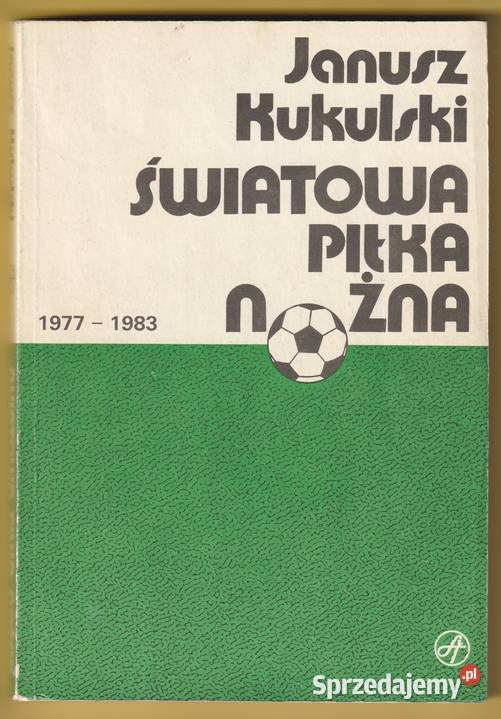 Janusz
Kukulski
ŚWIATOWA
PIŁKA
NOŻNA
1977 – 1983
Sprzedajemy.pl